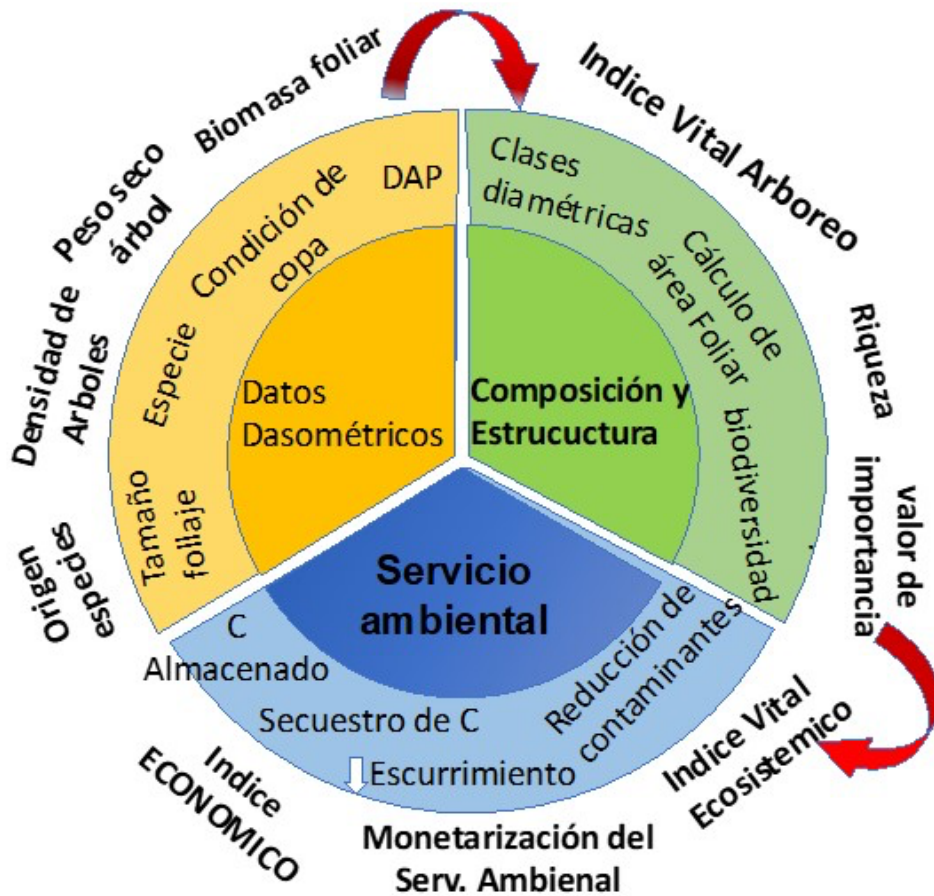 Biomasa foliar
Peso seco
árbol
Densidad de
Arboles
Origen
especies
DAP
Condición de
copa
Especie
Tamaño
follaje
Datos
Dasométricos
Indice Vital Arboreo
Riqueza
valor de
importancia
Clases
diamétricas
Cálculo de
área Foliar
biodiversidad
Composición y
Estrucuctura
Servicio
ambiental
C
Almacenado
Secuestro de C
Escurrimiento
Reducción de
contaminantes
Indice Vital
Ecosistemico
Indice
ECONOMICO
Monetarización del
Serv. Ambienal